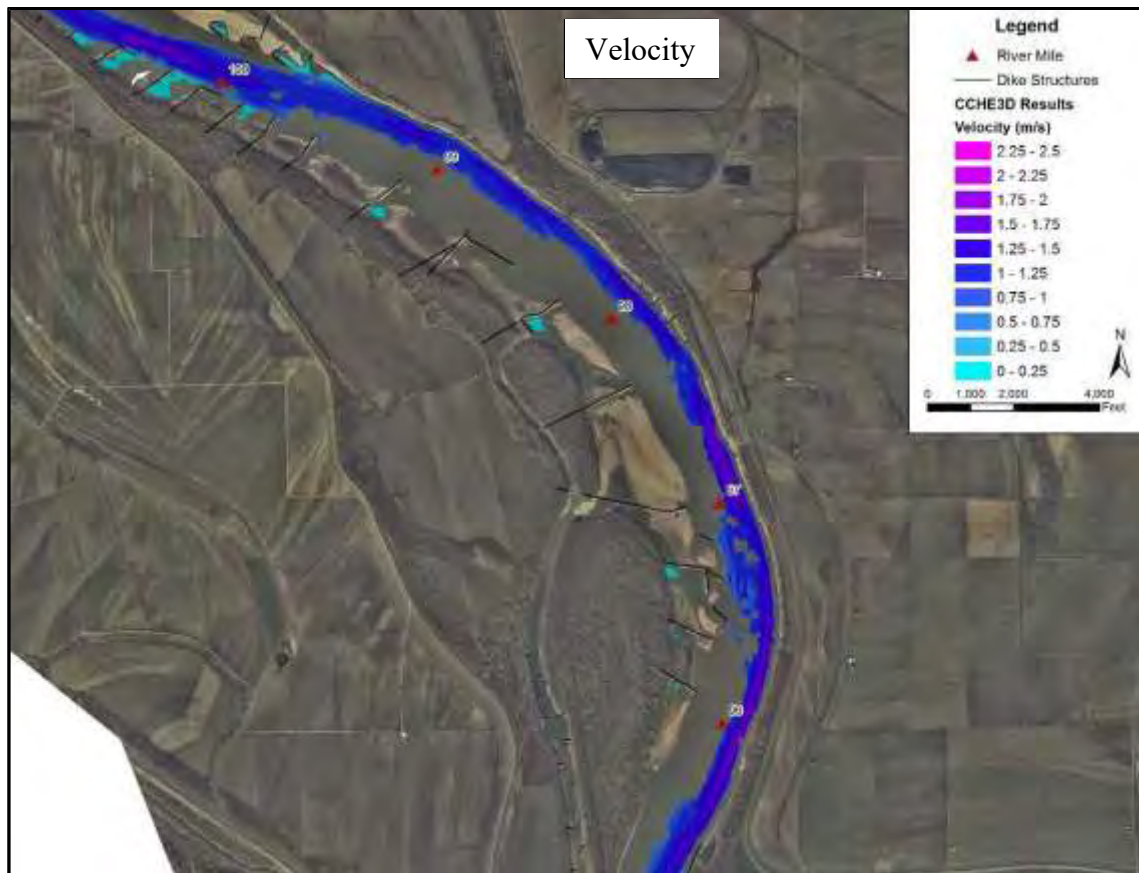 Velocity
Legend
River Mile
Dike Structures
CCHE3D Results
Velocity (m/s)
2.25 - 2.5
2 - 2.25
1.75 - 2
1.5 - 1.75
1.25 - 1.5
1 - 1.25
0.75 - 1
0.5 - 0.75
0.25 - 0.5
0 - 0.25
N
0 1,000 2,000 4,000
Feet
100
99
98
97
96